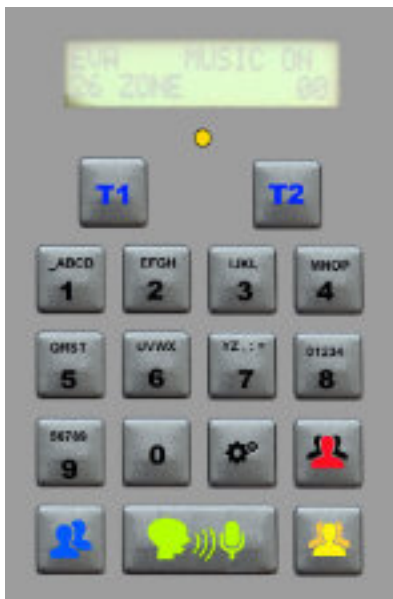 EVA MUSIC ON
26 ZONE 00
T1 T2
_ABCD EFGH IJKL MNOP
1 2 3 4
QRST UVWX YZ.:= 01234
5 6 7 8
56789
9 0